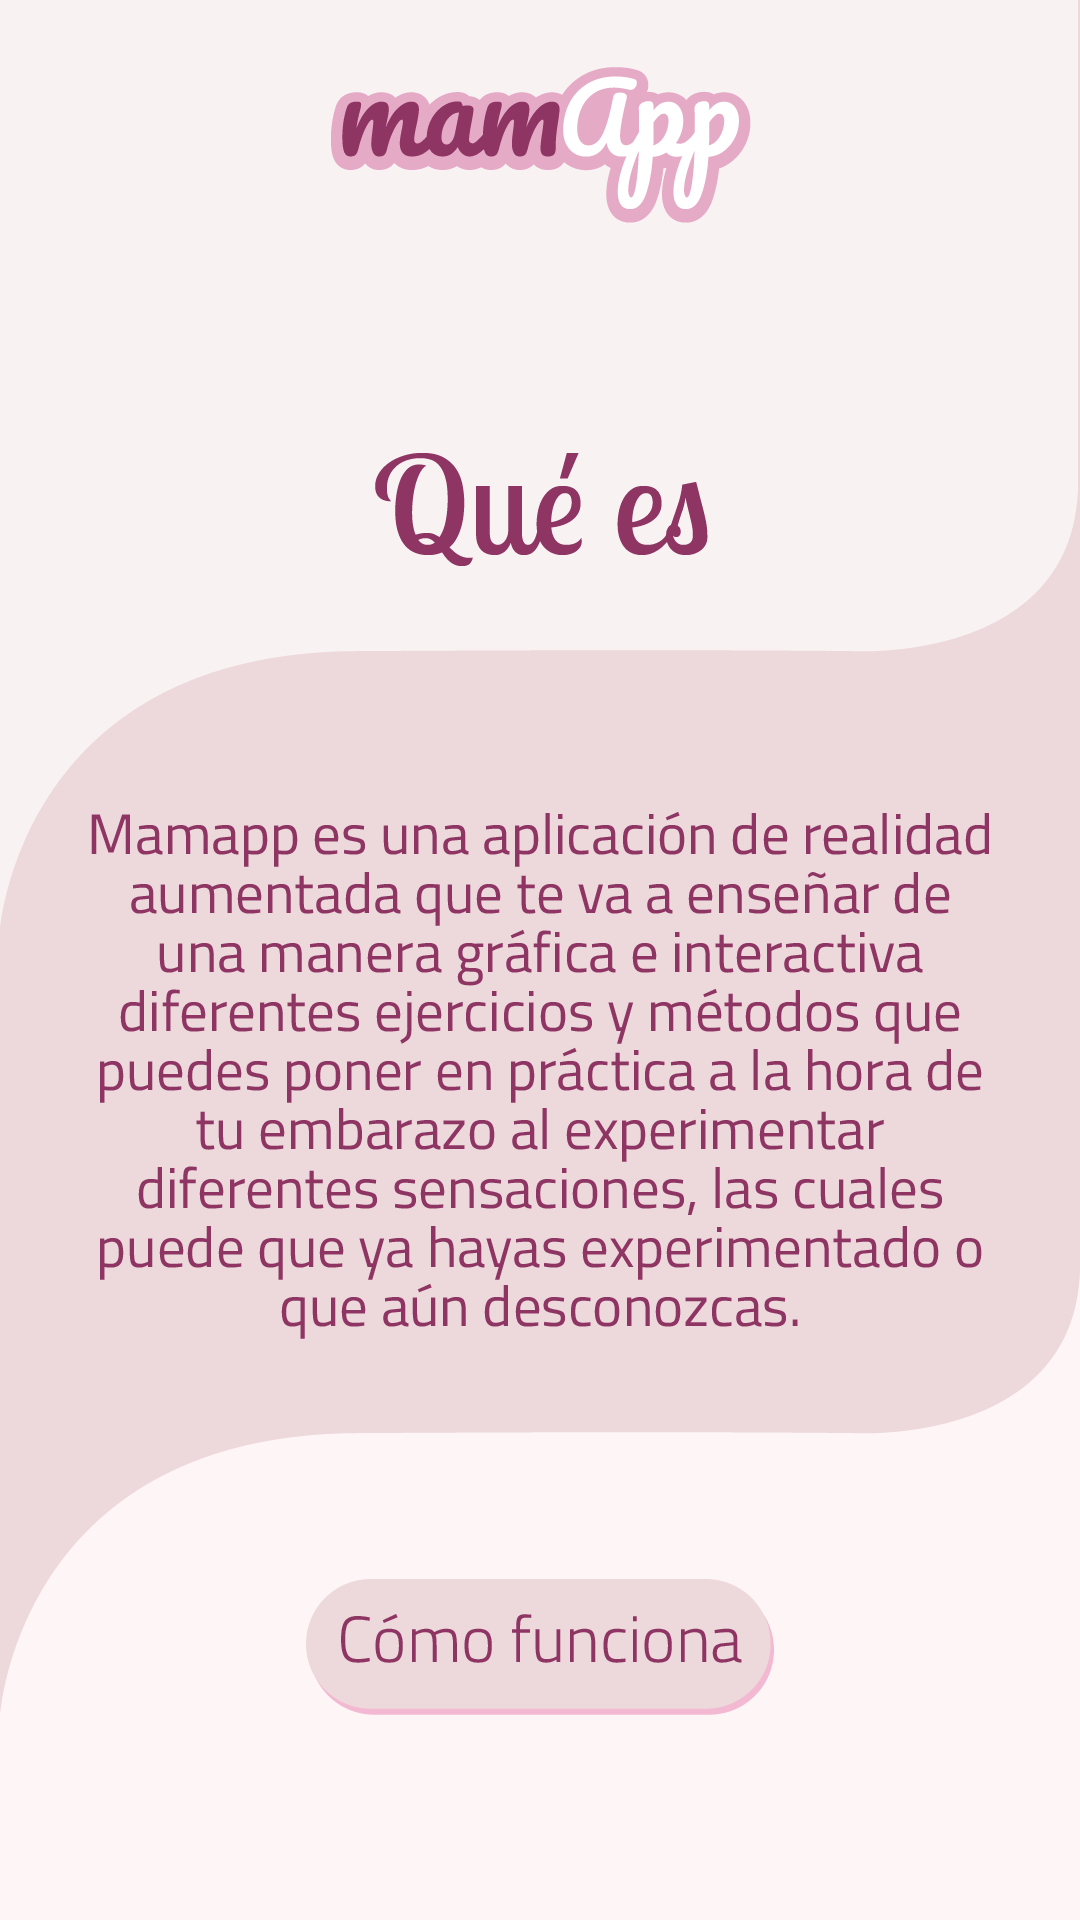 mamApp
Qué es
Mamapp es una aplicación de realidad
aumentada que te va a enseñar de
una manera gráfica e interactiva
diferentes ejercicios y métodos que
puedes poner en práctica a la hora de
tu embarazo al experimentar
diferentes sensaciones, las cuales
puede que ya hayas experimentado o
que aún desconozcas.
Cómo funciona